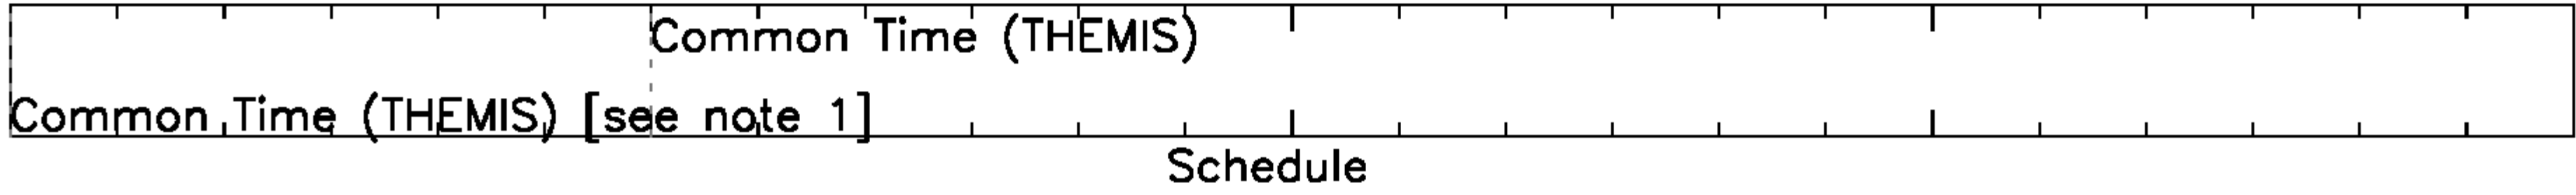 Common Time (THEMIS)
Common Time (THEMIS) [see note 1]
Schedule